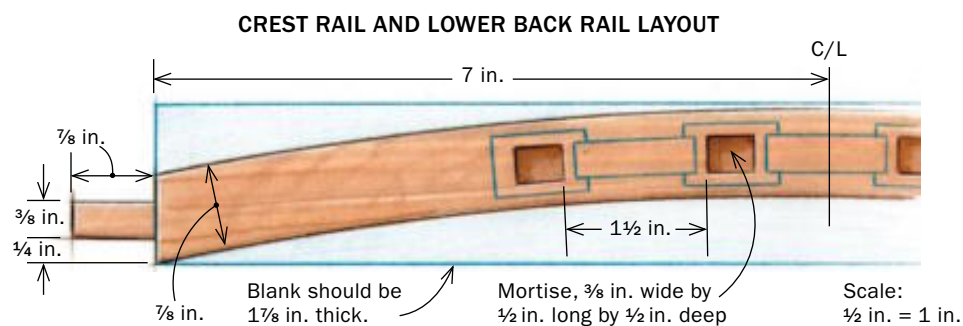 CREST RAIL AND LOWER BACK RAIL LAYOUT
C/L
7 in.
⅞ in.
⅜ in.
¼ in.
1½ in.
⅞ in.
Blank should be
1⅞ in. thick.
Mortise, ⅜ in. wide by
½ in. long by ½ in. deep
Scale:
½ in. = 1 in.